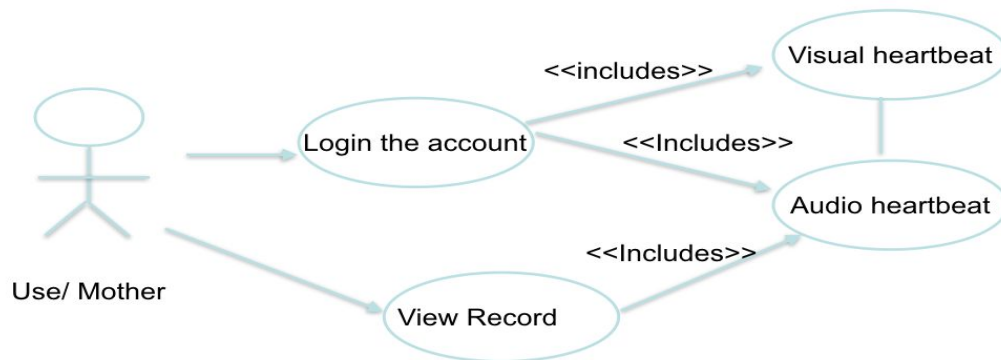 Visual heartbeat
<<includes>>
Login the account
<<Includes>>
Audio heartbeat
<<Includes>>
Use/ Mother
View Record